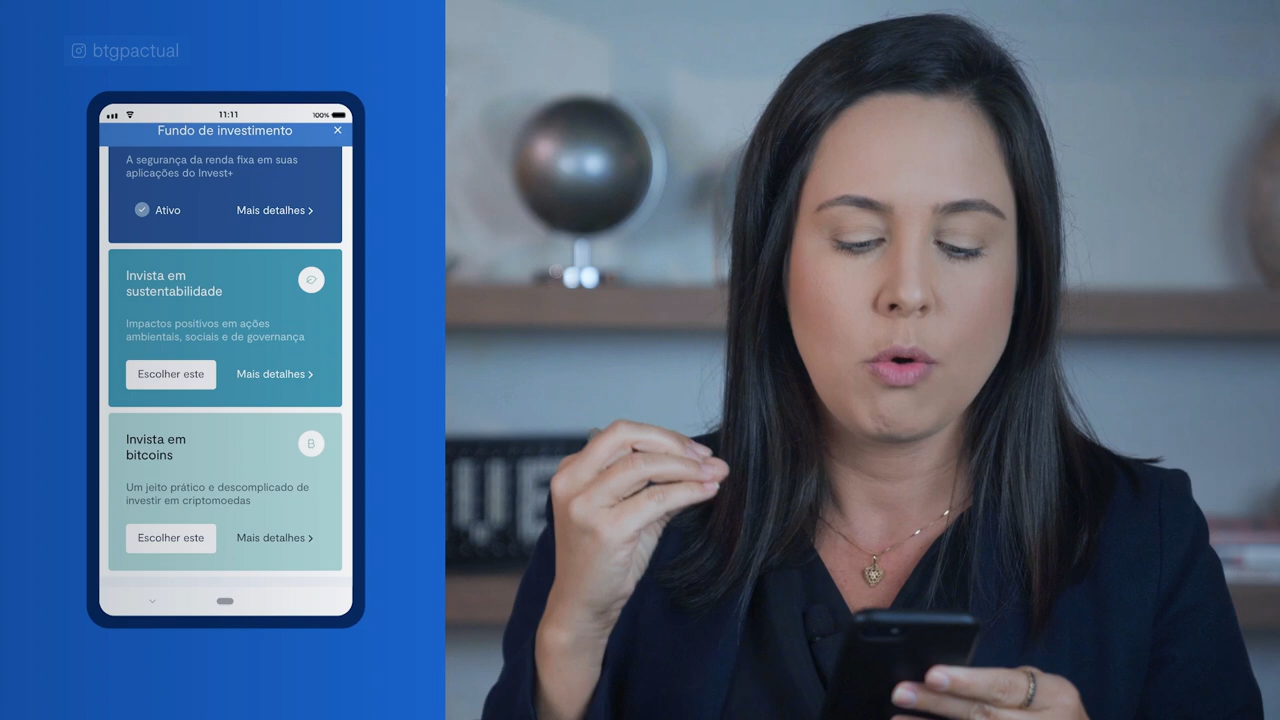 btgpactual
11:11
100%
Fundo de investimento
A segurança da renda fixa em suas
aplicações do Invest+
Ativo
Mais detalhes
Invista em
sustentabilidade
Impactos positivos em ações
ambientais, sociais e de governança
Escolher este
Mais detalhes
Invista em
bitcoins
B
Um jeito prático e descomplicado de
investir em criptomoedas
Escolher este
Mais detalhes